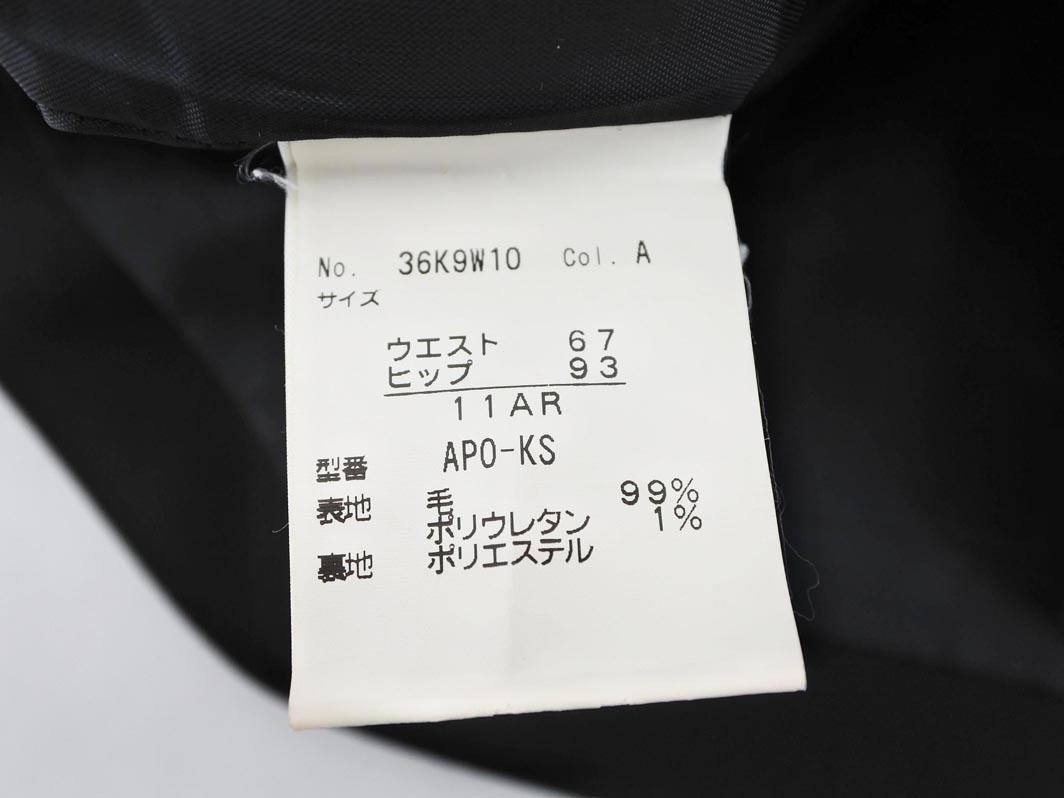 No. 36K9W10 Col. A
サイズ
ウエスト 67
ヒップ 93
11AR
型番 APO-KS
表地 毛 99%
ポリウレタン 1%
裏地 ポリエステル